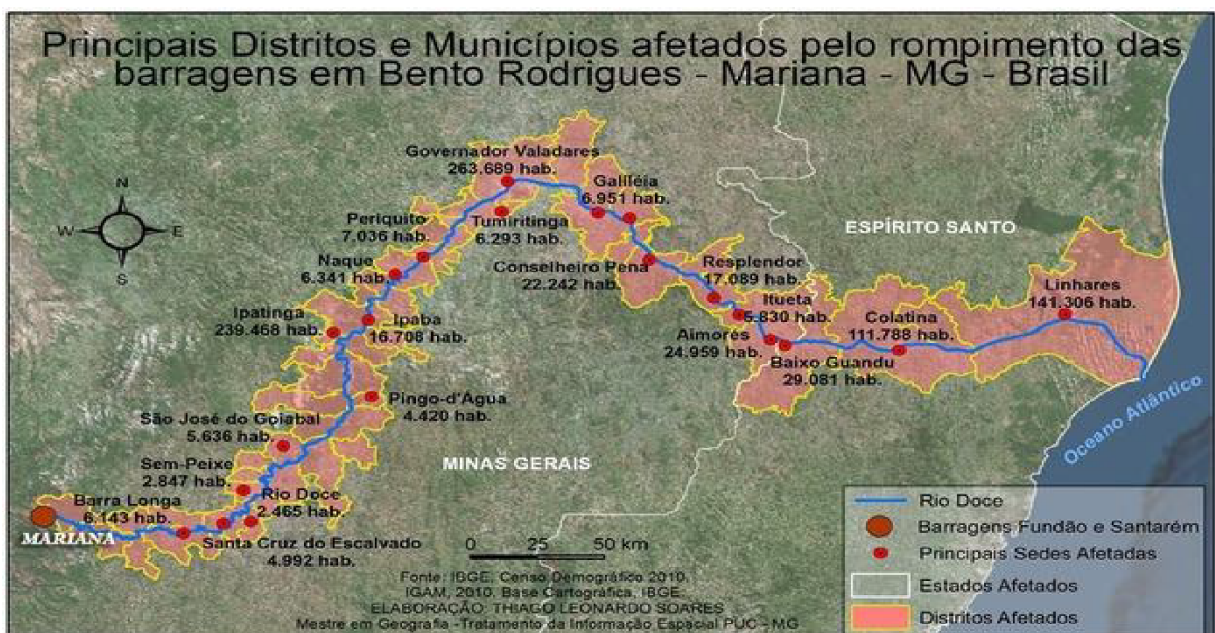 Principais Distritos e Municípios afetados pelo rompimento das
barragens em Bento Rodrigues - Mariana - MG - Brasil
N
W
E
S
Governador Valadares
263.689 hab.
Galiléia
6.951 hab.
Periquito
7.036 hab.
Tumiritinga
6.293 hab.
ESPÍRITO SANTO
Naque
6.341 hab.
Conselheiro Pena
22.242 hab.
Resplendor
17.089 hab.
Linhares
141.306 hab.
Itueta
5.830 hab.
Ipatinga
239.468 hab.
Ipaba
16.708 hab.
Colatina
111.788 hab.
Aimorés
24.959 hab.
Baixo Guandu
29.081 hab.
Pingo-d'Água
4.420 hab.
Oceano Atlântico
São José do Goiabal
5.636 hab.
MINAS GERAIS
Sem-Peixe
2.847 hab.
Barra Longa
6.143 hab.
Rio Doce
2.465 hab.
MARIANA
Santa Cruz do Escalvado
4.992 hab.
0 25 50 km
Fonte: IBGE, Censo Demográfico 2010.
IGAM, 2010. Base Cartográfica, IBGE.
ELABORAÇÃO: THIAGO LEONARDO SOARES
Mestre em Geografia -Tratamento da Informação Espacial PUC - MG
Rio Doce
Barragens Fundão e Santarém
Principais Sedes Afetadas
Estados Afetados
Distritos Afetados